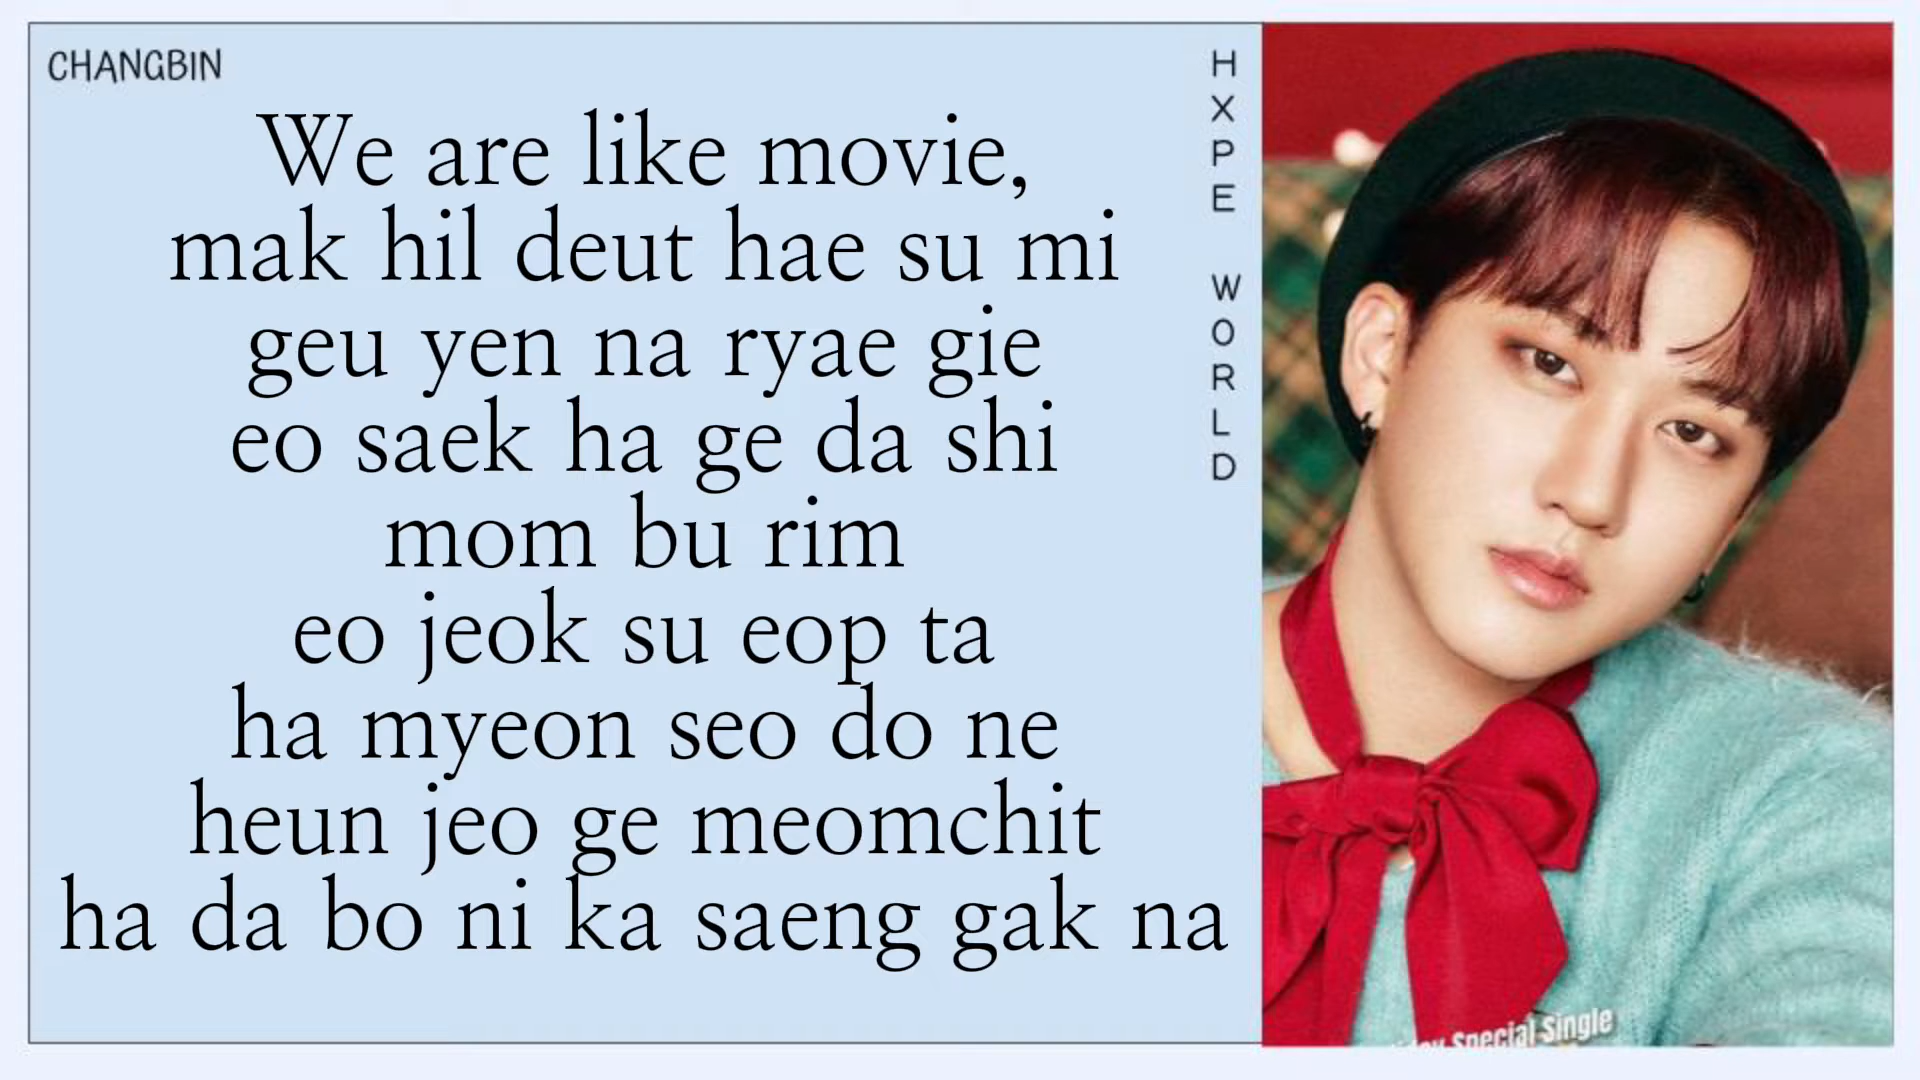 CHANGBIN
We are like movie,
mak hil deut hae su mi
geu yen na ryae gie
eo saek ha ge da shi
mom bu rim
eo jeok su eop ta
ha myeon seo do ne
heun jeo ge meomchit
ha da bo ni ka saeng gak na
HXPE WORLD
Special Single